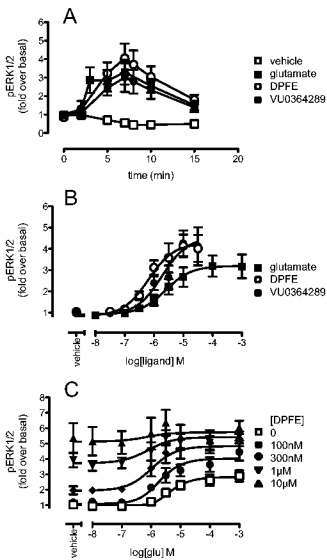 A
pERK1/2
(fold over basal)
6
5
4
3
2
1
0
0
5
10
15
20
time (min)
vehicle
glutamate
DPFE
VU0364289
B
pERK1/2
(fold over basal)
6
5
4
3
2
1
vehicle
-8
-7
-6
-5
-4
-3
log[ligand] M
glutamate
DPFE
VU0364289
C
pERK1/2
(fold over basal)
8
7
6
5
4
3
2
1
vehicle
-8
-7
-6
-5
-4
-3
log[glu] M
[DPFE]
0
100nM
300nM
1µM
10µM